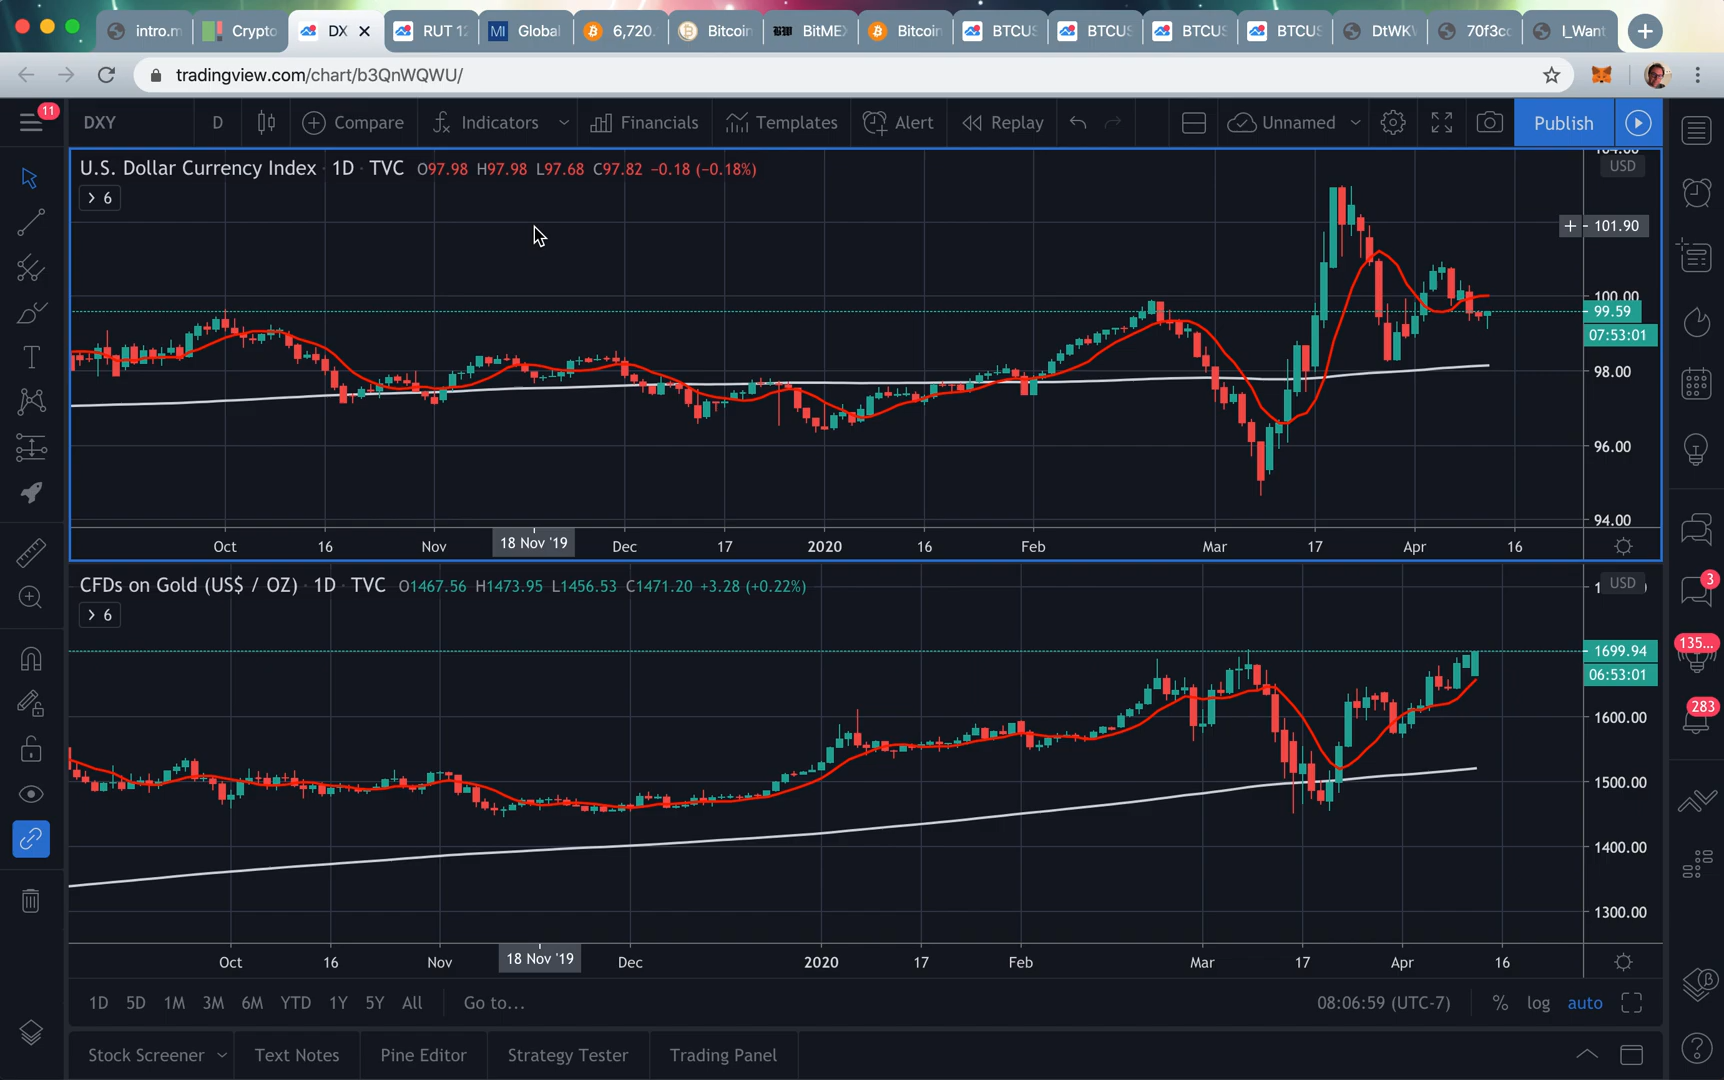 intro.m
Crypto
DX
RUT 12
MI Global
6,720.
Bitcoin
BitMEX
Bitcoin
BTCUS
BTCUS
BTCUS
BTCUS
DtWKV
70f3cc
I_Want
tradingview.com/chart/b3QnWQWU/
11
DXY
D
Compare
Indicators
Financials
Templates
Alert
Replay
Unnamed
Publish
U.S. Dollar Currency Index · 1D · TVC O97.98 H97.98 L97.68 C97.82 −0.18 (−0.18%)
6
USD
101.90
100.00
99.59
07:53:01
98.00
96.00
94.00
Oct 16 Nov 18 Nov '19 Dec 17 2020 16 Feb Mar 17 Apr 16
CFDs on Gold (US$ / OZ) · 1D · TVC O1467.56 H1473.95 L1456.53 C1471.20 +3.28 (+0.22%)
6
USD
3
135...
1699.94
06:53:01
283
1600.00
1500.00
1400.00
1300.00
Oct 16 Nov 18 Nov '19 Dec 2020 17 Feb Mar 17 Apr 16
1D 5D 1M 3M 6M YTD 1Y 5Y All Go to... 08:06:59 (UTC-7) % log auto
Stock Screener Text Notes Pine Editor Strategy Tester Trading Panel